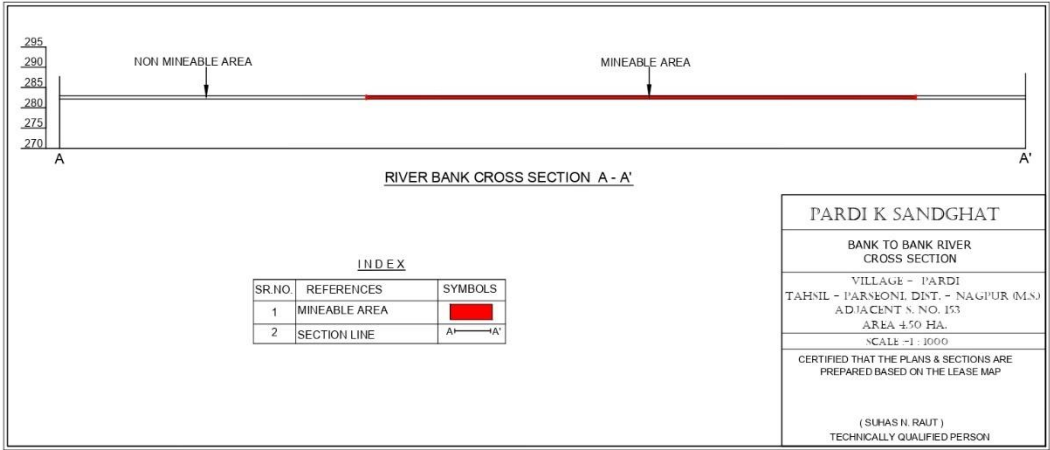 295
290
285
280
275
270
NON MINEABLE AREA
MINEABLE AREA
A
A'
RIVER BANK CROSS SECTION A - A'
INDEX
SR.NO. REFERENCES SYMBOLS
1 MINEABLE AREA
2 SECTION LINE A A'
PARDI K SANDGHAT
BANK TO BANK RIVER
CROSS SECTION
VILLAGE - PARDI
TAHSIL - PARSEONI, DIST. - NAGPUR (M.S.)
ADJACENT S. NO. 153
AREA 4.50 HA.
SCALE :-1 : 1000
CERTIFIED THAT THE PLANS & SECTIONS ARE
PREPARED BASED ON THE LEASE MAP
( SUHAS N. RAUT )
TECHNICALLY QUALIFIED PERSON